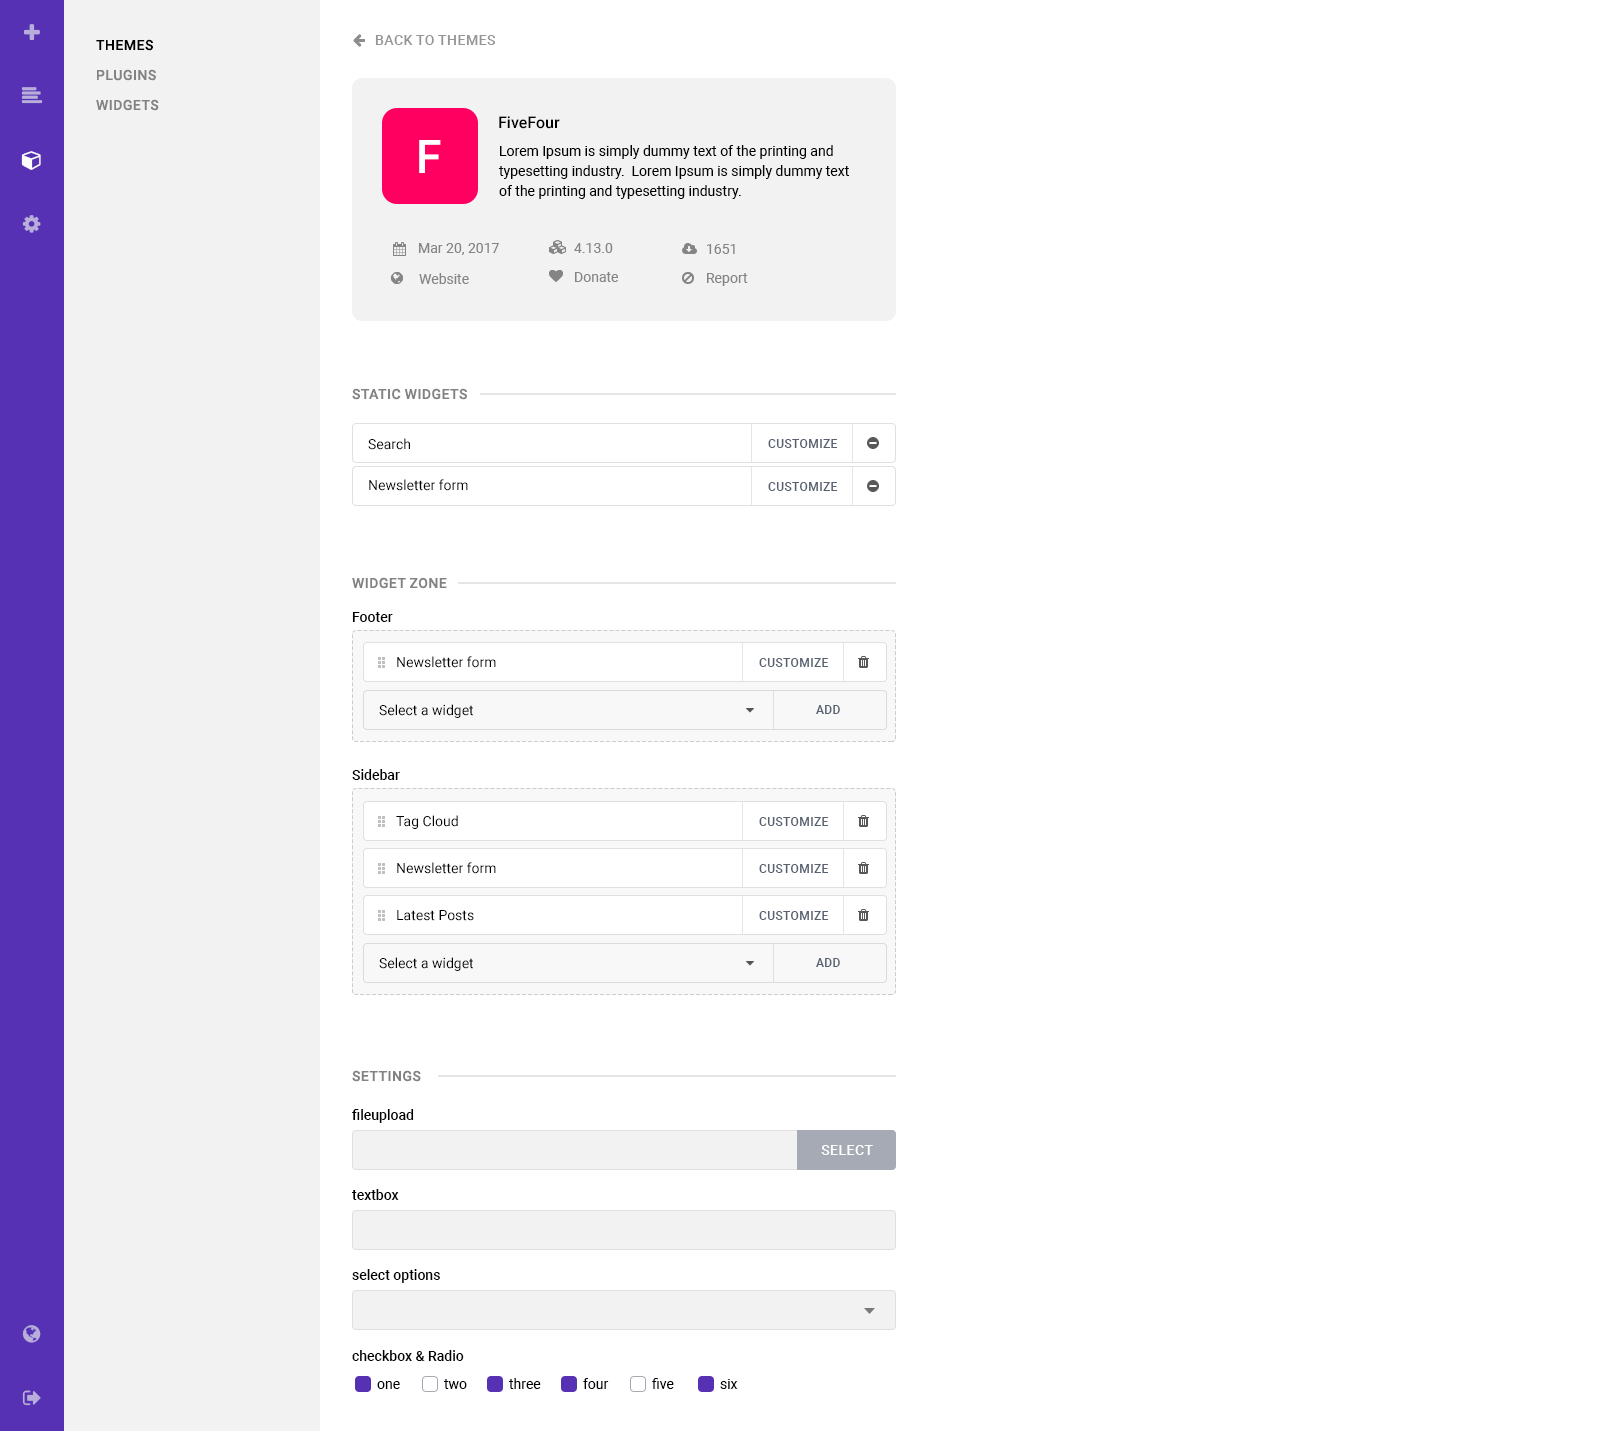 THEMES
PLUGINS
WIDGETS
BACK TO THEMES
F
FiveFour
Lorem Ipsum is simply dummy text of the printing and
typesetting industry.  Lorem Ipsum is simply dummy text
of the printing and typesetting industry.
Mar 20, 2017
4.13.0
1651
Website
Donate
Report
STATIC WIDGETS
Search
CUSTOMIZE
Newsletter form
CUSTOMIZE
WIDGET ZONE
Footer
Newsletter form
CUSTOMIZE
Select a widget
ADD
Sidebar
Tag Cloud
CUSTOMIZE
Newsletter form
CUSTOMIZE
Latest Posts
CUSTOMIZE
Select a widget
ADD
SETTINGS
fileupload
SELECT
textbox
select options
checkbox & Radio
one two three four five six